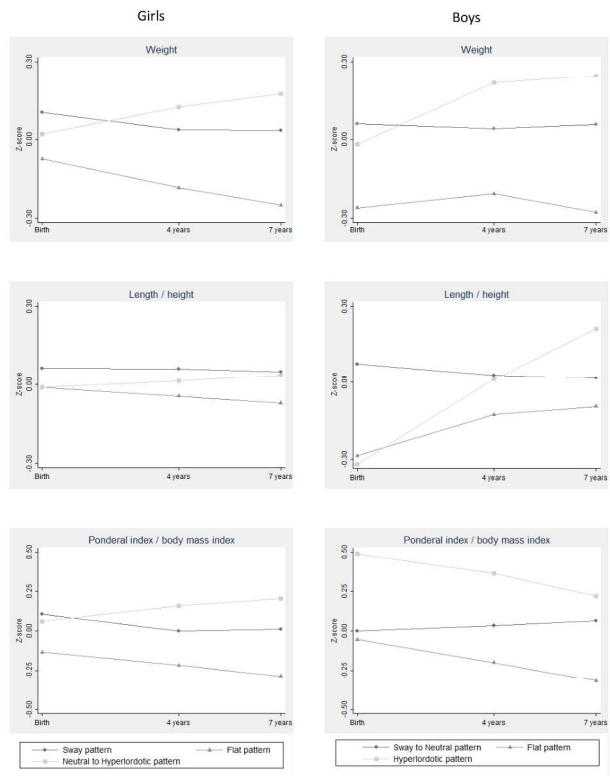 Girls
Boys
Weight
0.30
0.00
-0.30
Z-score
Birth
4 years
7 years
Weight
0.30
0.00
-0.30
Z-score
Birth
4 years
7 years
Length / height
0.30
0.00
-0.30
Z-score
Birth
4 years
7 years
Length / height
0.30
0.00
-0.30
Z-score
Birth
4 years
7 years
Ponderal index / body mass index
0.50
0.25
0.00
-0.25
-0.50
Z-score
Birth
4 years
7 years
Ponderal index / body mass index
0.50
0.25
0.00
-0.25
-0.50
Z-score
Birth
4 years
7 years
Sway pattern
Flat pattern
Neutral to Hyperlordotic pattern
Sway to Neutral pattern
Flat pattern
Hyperlordotic pattern